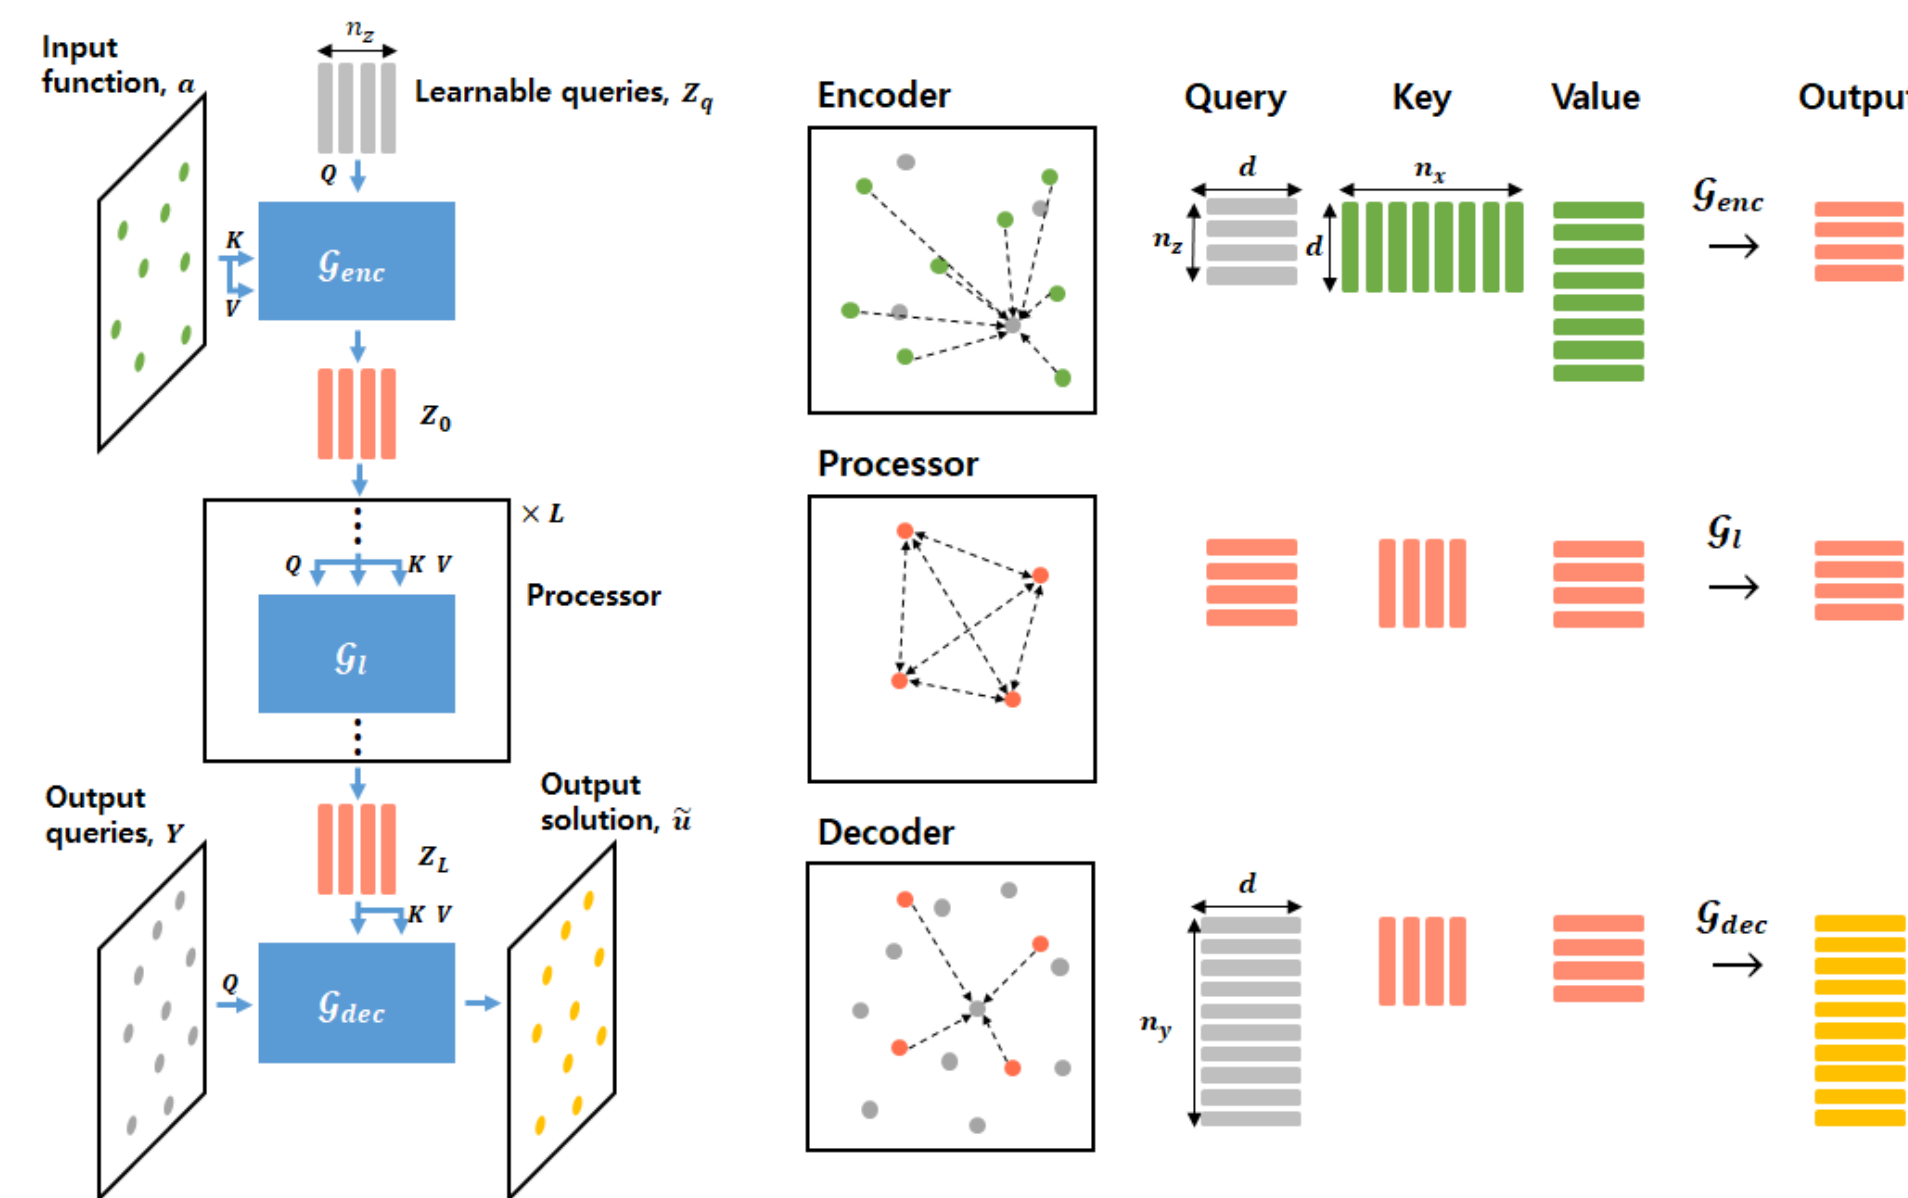 Input
function, a
n_z
Learnable queries, Z_q
Q
K
V
𝒢_enc
Z_0
× L
Q
K V
Processor
𝒢_l
Output
queries, Y
Z_L
K V
Output
solution, ũ
Q
𝒢_dec
Encoder
Query
Key
Value
Output
d
n_z
n_x
d
𝒢_enc
Processor
𝒢_l
Decoder
d
n_y
𝒢_dec